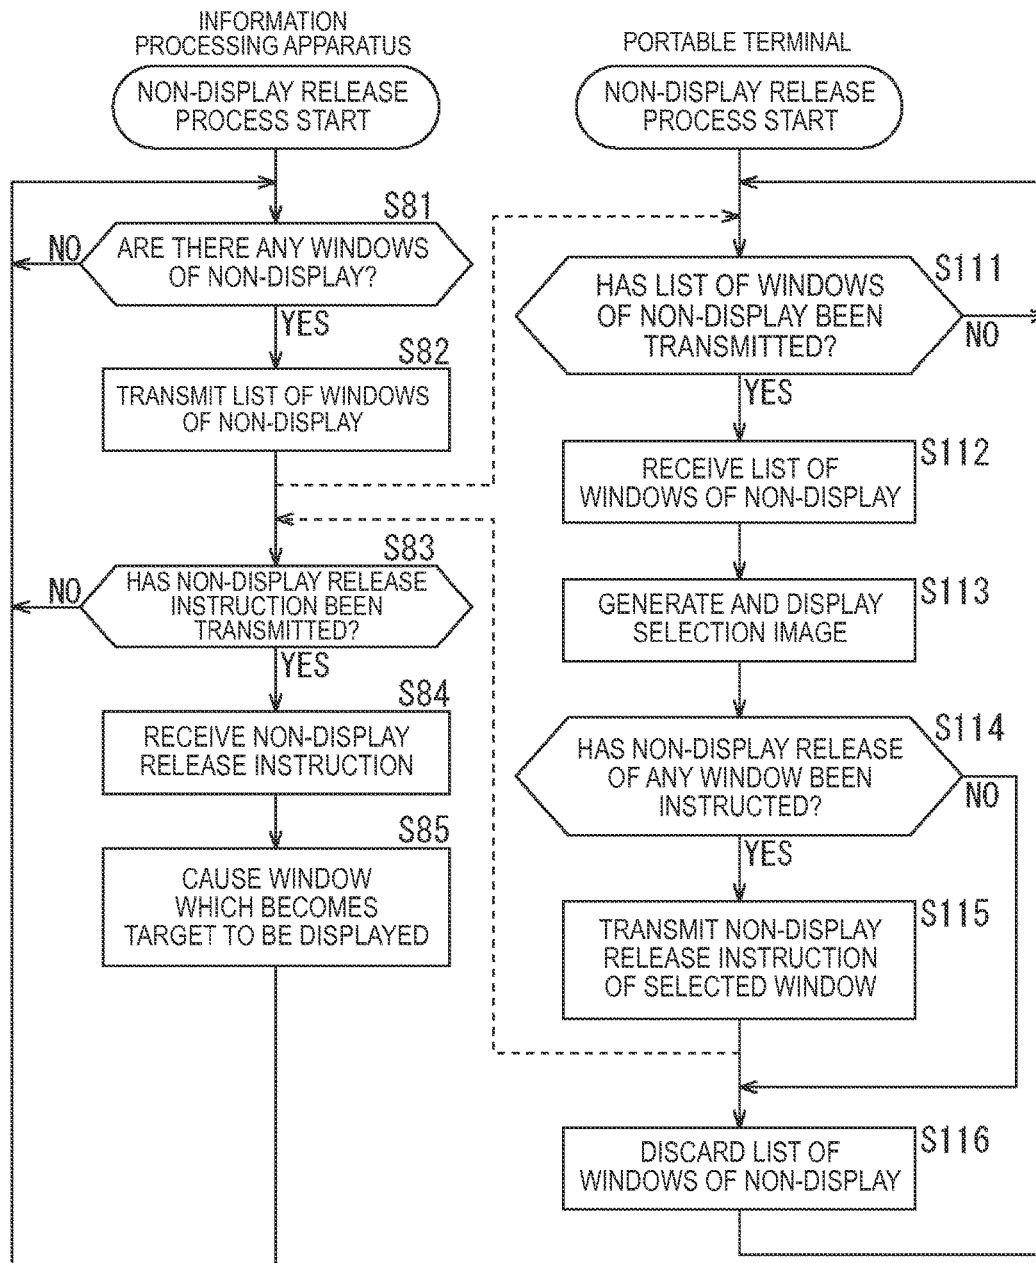 INFORMATION
PROCESSING APPARATUS
NON-DISPLAY RELEASE
PROCESS START
S81
ARE THERE ANY WINDOWS
OF NON-DISPLAY?
NO
YES
S82
TRANSMIT LIST OF WINDOWS
OF NON-DISPLAY
S83
HAS NON-DISPLAY RELEASE
INSTRUCTION BEEN
TRANSMITTED?
NO
YES
S84
RECEIVE NON-DISPLAY
RELEASE INSTRUCTION
S85
CAUSE WINDOW
WHICH BECOMES
TARGET TO BE DISPLAYED
PORTABLE TERMINAL
NON-DISPLAY RELEASE
PROCESS START
S111
HAS LIST OF WINDOWS
OF NON-DISPLAY BEEN
TRANSMITTED?
NO
YES
S112
RECEIVE LIST OF
WINDOWS OF NON-DISPLAY
S113
GENERATE AND DISPLAY
SELECTION IMAGE
S114
HAS NON-DISPLAY RELEASE
OF ANY WINDOW BEEN
INSTRUCTED?
NO
YES
S115
TRANSMIT NON-DISPLAY
RELEASE INSTRUCTION
OF SELECTED WINDOW
S116
DISCARD LIST OF
WINDOWS OF NON-DISPLAY